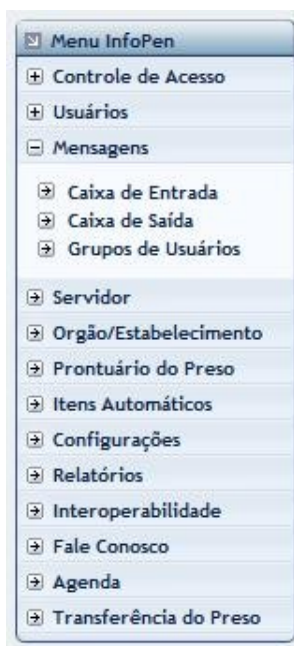 Menu InfoPen
Controle de Acesso
Usuários
Mensagens
Caixa de Entrada
Caixa de Saída
Grupos de Usuários
Servidor
Orgão/Estabelecimento
Prontuário do Preso
Itens Automáticos
Configurações
Relatórios
Interoperabilidade
Fale Conosco
Agenda
Transferência do Preso